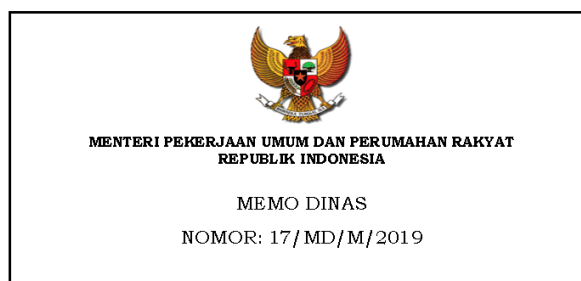 MENTERI PEKERJAAN UMUM DAN PERUMAHAN RAKYAT
REPUBLIK INDONESIA
MEMO DINAS
NOMOR: 17/MD/M/2019